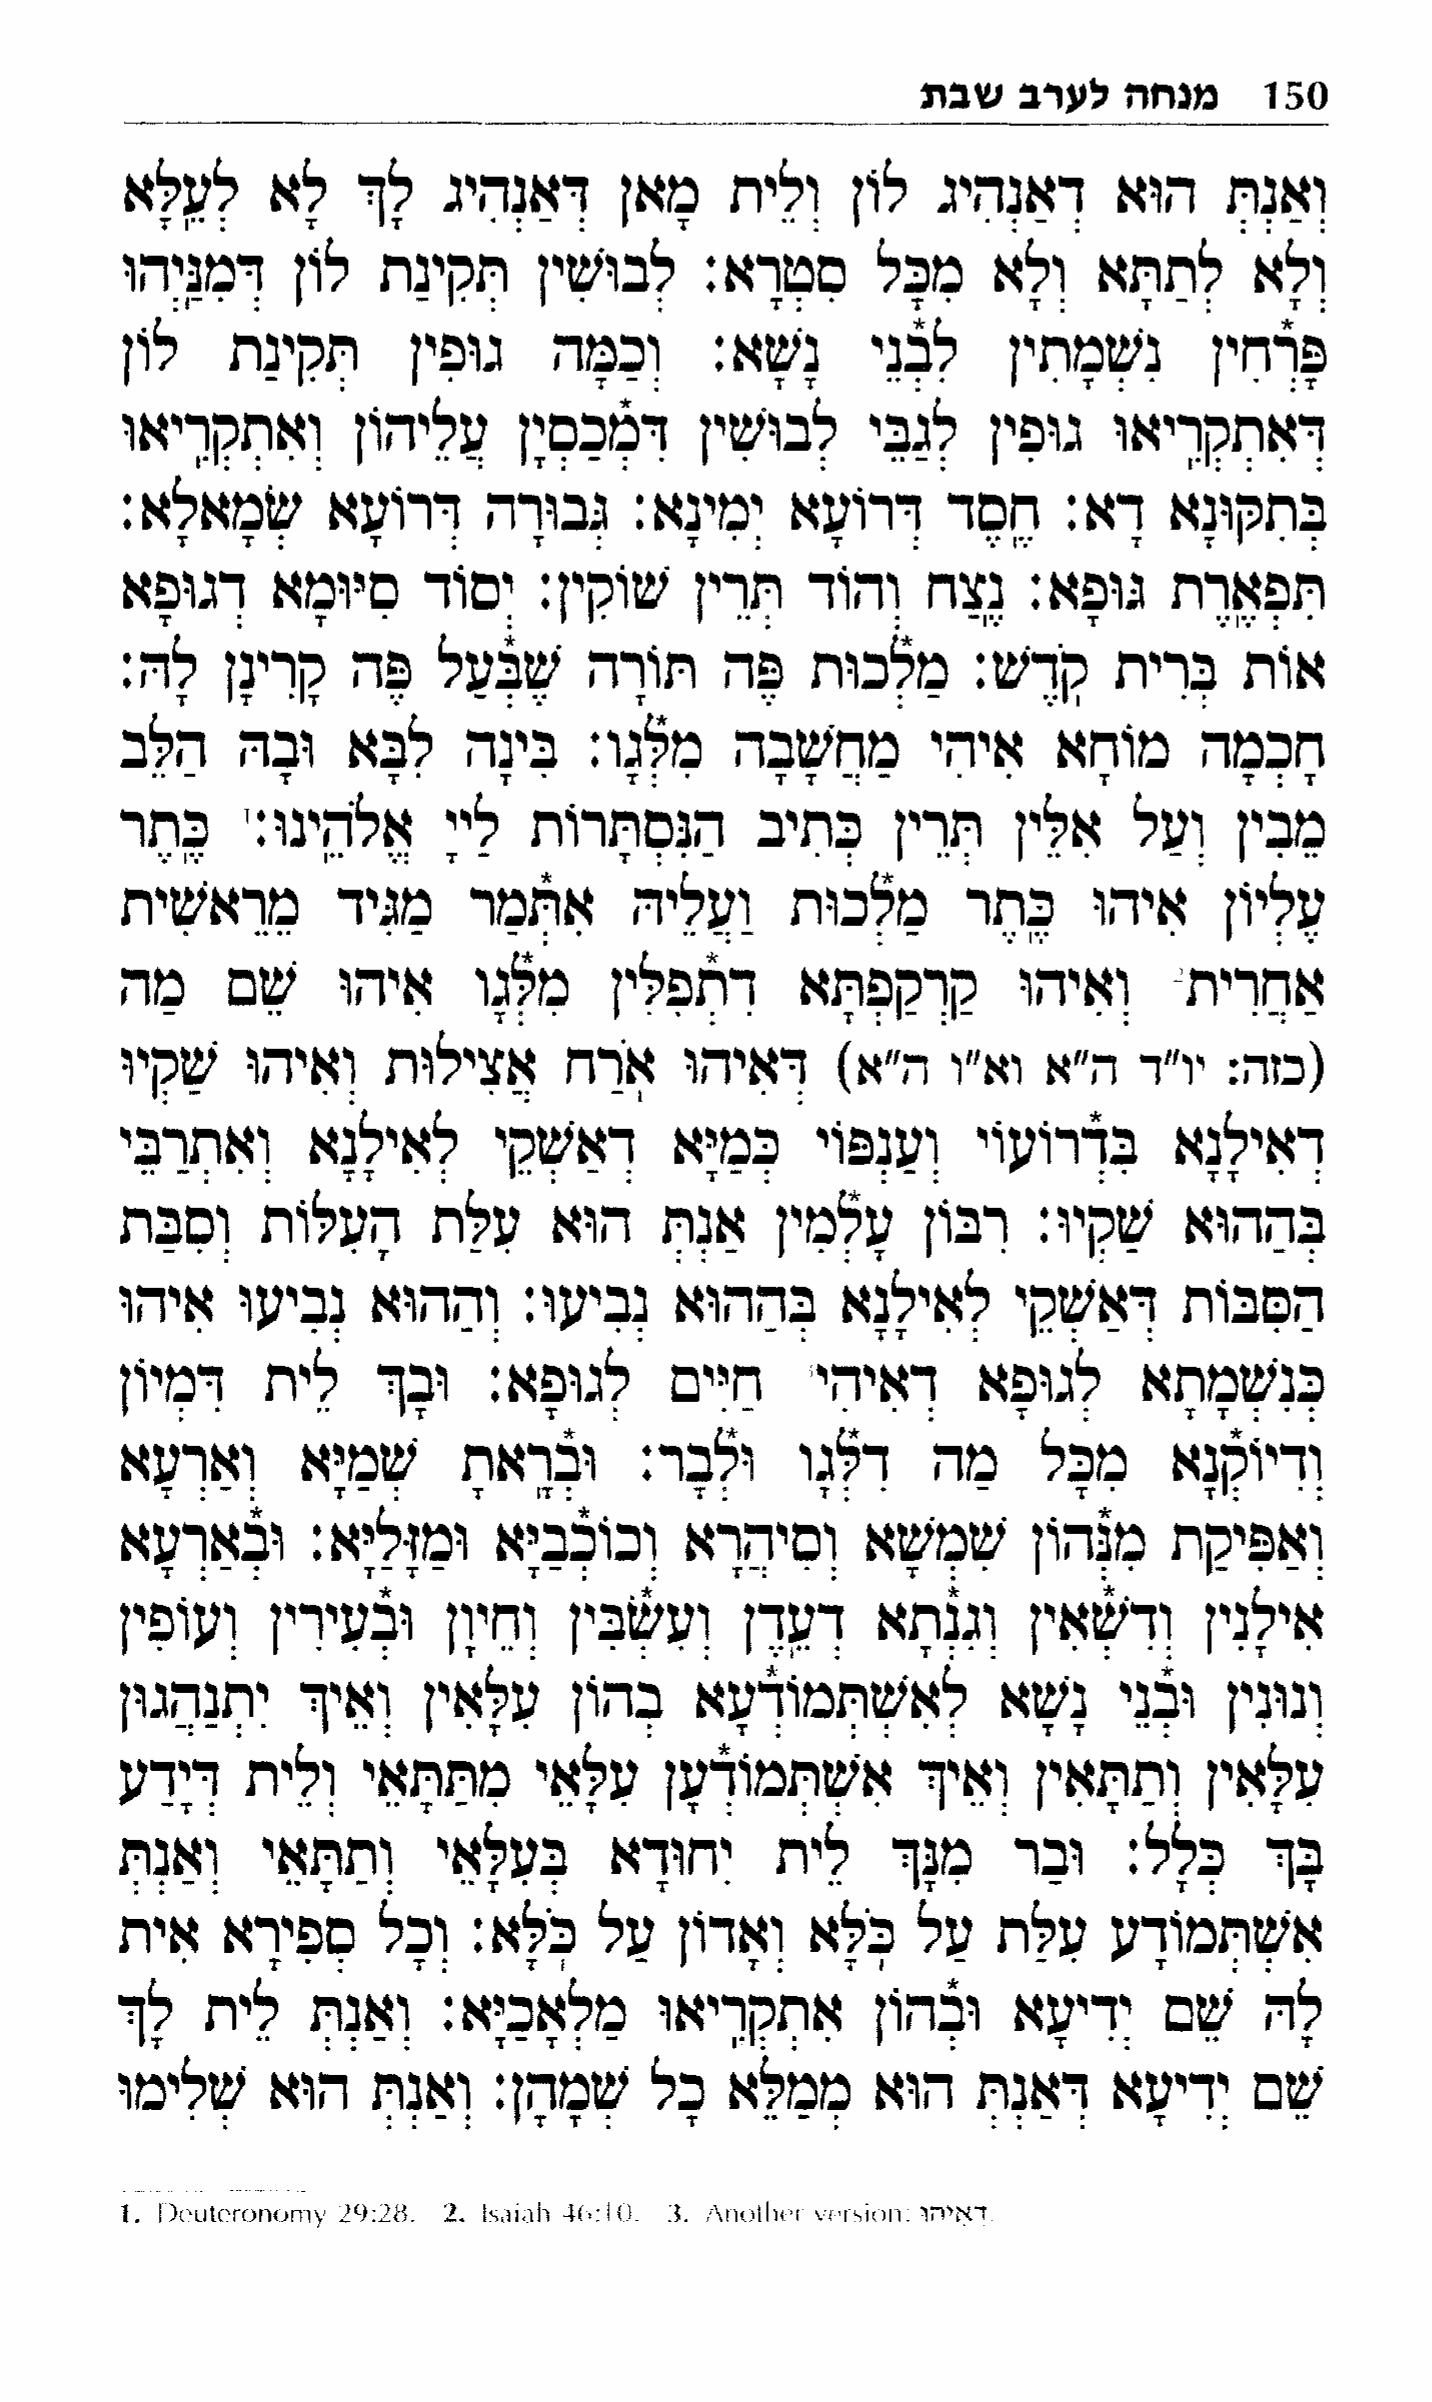 150 מנחה לערב שבת
וְאַנְתְּ הוּא דְאַנְהִיג לוֹן וְלֵית מָאן דְּאַנְהִיג לָךְ לָא לְעֵלָּא
וְלָא לְתַתָּא וְלָא מִכָּל סִטְרָא: לְבוּשִׁין תְּקִינַת לוֹן דְּמִנַּיְהוּ
פָּרְחִין נִשְׁמָתִין לִבְנֵי נָשָׁא: וְכַמָּה גוּפִין תְּקִינַת לוֹן
דְּאִתְקְרִיאוּ גוּפִין לְגַבֵּי לְבוּשִׁין דִּמְכַסְיָן עֲלֵיהוֹן וְאִתְקְרִיאוּ
בְּתִקּוּנָא דָא: חֶסֶד דְּרוֹעָא יְמִינָא: גְּבוּרָה דְּרוֹעָא שְׂמָאלָא:
תִּפְאֶרֶת גּוּפָא: נֶצַח וְהוֹד תְּרֵין שׁוֹקִין: יְסוֹד סִיּוּמָא דְגוּפָא
אוֹת בְּרִית קֹדֶשׁ: מַלְכוּת פֶּה תּוֹרָה שֶׁבְּעַל פֶּה קָרִינָן לָהּ:
חָכְמָה מוֹחָא אִיהִי מַחֲשָׁבָה מִלְּגָו: בִּינָה לִבָּא וּבָהּ הַלֵּב
מֵבִין וְעַל אִלֵּין תְּרֵין כְּתִיב הַנִּסְתָּרוֹת לַייָ אֱלֹהֵינוּ:¹ כֶּתֶר
עֶלְיוֹן אִיהוּ כֶּתֶר מַלְכוּת וַעֲלֵיהּ אִתְּמַר מַגִּיד מֵרֵאשִׁית
אַחֲרִית² וְאִיהוּ קַרְקַפְתָּא דִתְפִלִּין מִלְּגָו אִיהוּ שֵׁם מַה
(כזה: יו"ד ה"א וא"ו ה"א) דְּאִיהוּ אֹרַח אֲצִילוּת וְאִיהוּ שַׁקְיוּ
דְאִילָנָא בִּדְרוֹעוֹי וְעַנְפּוֹי כְּמַיָּא דְאַשְׁקֵי לְאִילָנָא וְאִתְרַבֵּי
בְּהַהוּא שַׁקְיוּ: רִבּוֹן עָלְמִין אַנְתְּ הוּא עִלַּת הָעִלּוֹת וְסִבַּת
הַסִּבּוֹת דְּאַשְׁקֵי לְאִילָנָא בְּהַהוּא נְבִיעוּ: וְהַהוּא נְבִיעוּ אִיהוּ
כְּנִשְׁמָתָא לְגוּפָא דְאִיהִי³ חַיִּים לְגוּפָא: וּבָךְ לֵית דִּמְיוֹן
וְדִיוֹקְנָא מִכָּל מַה דִלְּגָו וּלְבָר: וּבְרָאתָ שְׁמַיָּא וְאַרְעָא
וְאַפִּיקַת מִנְּהוֹן שִׁמְשָׁא וְסִיהֲרָא וְכוֹכְבַיָּא וּמַזָּלַיָּא: וּבְאַרְעָא
אִילָנִין וְדִשְׁאִין וְגִנְּתָא דְעֵדֶן וְעִשְׂבִּין וְחֵיוָן וּבְעִירִין וְעוֹפִין
וְנוּנִין וּבְנֵי נָשָׁא לְאִשְׁתְּמוֹדְעָא בְהוֹן עִלָּאִין וְאֵיךְ יִתְנַהֲגוּן
עִלָּאִין וְתַתָּאִין וְאֵיךְ אִשְׁתְּמוֹדְעָן עִלָּאֵי מִתַּתָּאֵי וְלֵית דְּיָדַע
בָּךְ כְּלָל: וּבַר מִנָּךְ לֵית יִחוּדָא בְּעִלָּאֵי וְתַתָּאֵי וְאַנְתְּ
אִשְׁתְּמוֹדָע עִלַּת עַל כֹּלָּא וְאָדוֹן עַל כֹּלָּא: וְכָל סְפִירָא אִית
לָהּ שֵׁם יְדִיעָא וּבְהוֹן אִתְקְרִיאוּ מַלְאָכַיָּא: וְאַנְתְּ לֵית לָךְ
שֵׁם יְדִיעָא דְּאַנְתְּ הוּא מְמַלֵּא כָל שְׁמָהָן: וְאַנְתְּ הוּא שְׁלִימוּ
1. Deuteronomy 29:28. 2. Isaiah 46:10. 3. Another version: דְאִיהוּ.